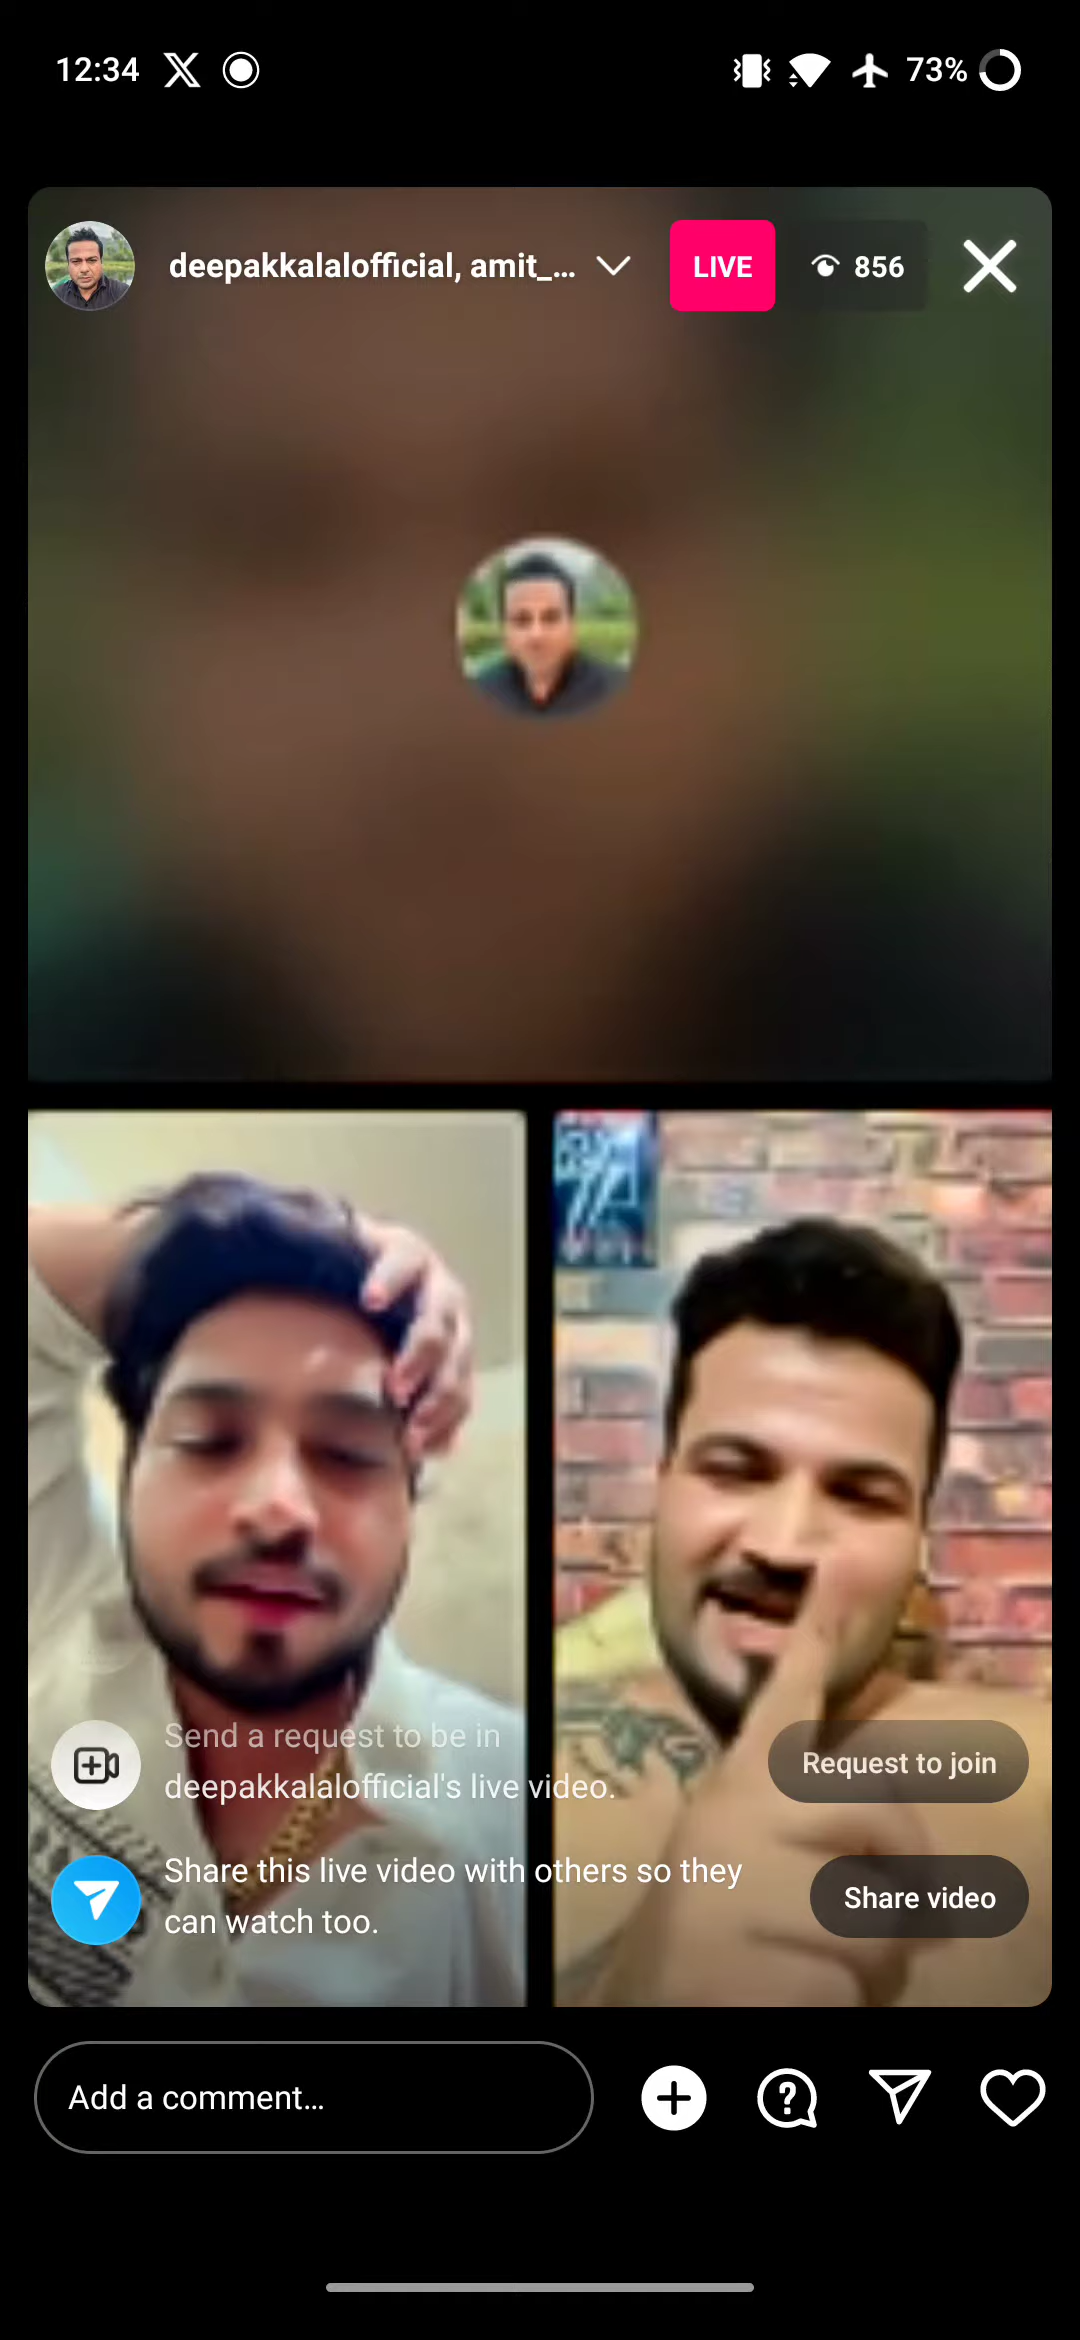 12:34
73%
deepakkalalofficial, amit_...
LIVE
856
Send a request to be in
deepakkalalofficial's live video.
Request to join
Share this live video with others so they
can watch too.
Share video
Add a comment...